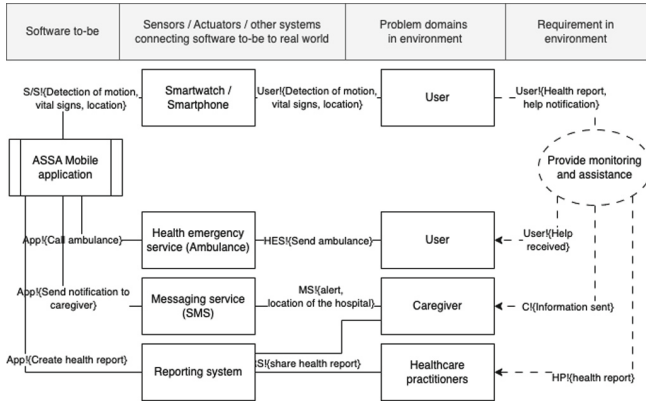 Software to-be
Sensors / Actuators / other systems
connecting software to-be to real world
Problem domains
in environment
Requirement in
environment
S/S!{Detection of motion,
vital signs, location}
Smartwatch /
Smartphone
User!{Detection of motion,
vital signs, location}
User
User!{Health report,
help notification}
ASSA Mobile
application
Provide monitoring
and assistance
App!{Call ambulance}
Health emergency
service (Ambulance)
HES!{Send ambulance}
User
User!{Help
received}
App!{Send notification to
caregiver}
Messaging service
(SMS)
MS!{alert,
location of the hospital}
Caregiver
C!{Information sent}
App!{Create health report}
Reporting system
RS!{share health report}
Healthcare
practitioners
HP!{health report}